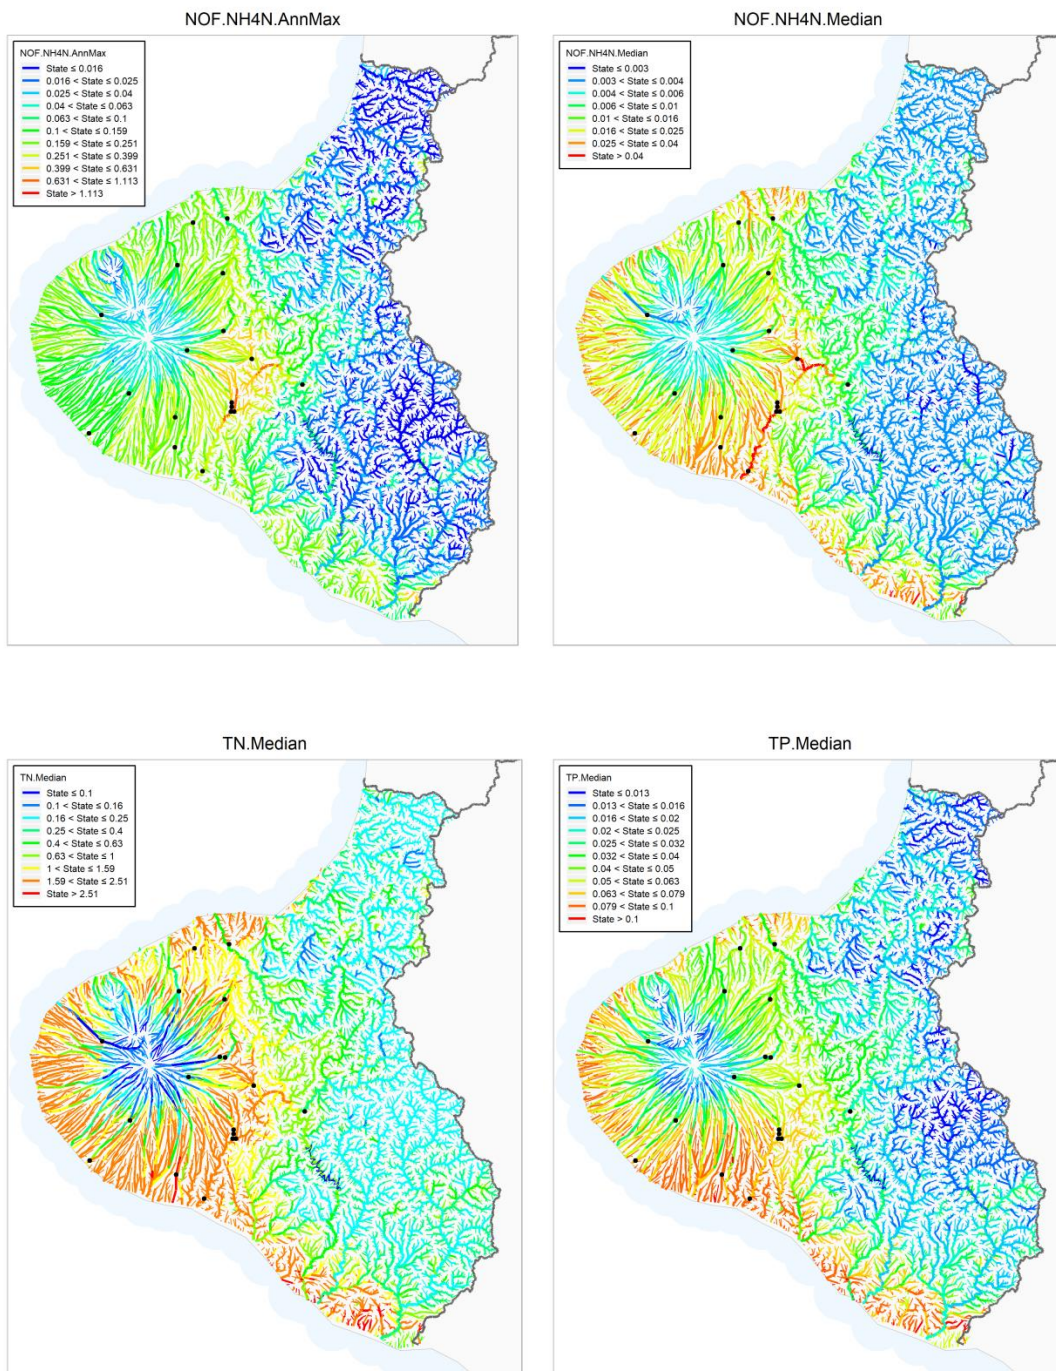 NOF.NH4N.AnnMax
NOF.NH4N.AnnMax
State ≤ 0.016
0.016 < State ≤ 0.025
0.025 < State ≤ 0.04
0.04 < State ≤ 0.063
0.063 < State ≤ 0.1
0.1 < State ≤ 0.159
0.159 < State ≤ 0.251
0.251 < State ≤ 0.399
0.399 < State ≤ 0.631
0.631 < State ≤ 1.113
State > 1.113
NOF.NH4N.Median
NOF.NH4N.Median
State ≤ 0.003
0.003 < State ≤ 0.004
0.004 < State ≤ 0.006
0.006 < State ≤ 0.01
0.01 < State ≤ 0.016
0.016 < State ≤ 0.025
0.025 < State ≤ 0.04
State > 0.04
TN.Median
TN.Median
State ≤ 0.1
0.1 < State ≤ 0.16
0.16 < State ≤ 0.25
0.25 < State ≤ 0.4
0.4 < State ≤ 0.63
0.63 < State ≤ 1
1 < State ≤ 1.59
1.59 < State ≤ 2.51
State > 2.51
TP.Median
TP.Median
State ≤ 0.013
0.013 < State ≤ 0.016
0.016 < State ≤ 0.02
0.02 < State ≤ 0.025
0.025 < State ≤ 0.032
0.032 < State ≤ 0.04
0.04 < State ≤ 0.05
0.05 < State ≤ 0.063
0.063 < State ≤ 0.079
0.079 < State ≤ 0.1
State > 0.1